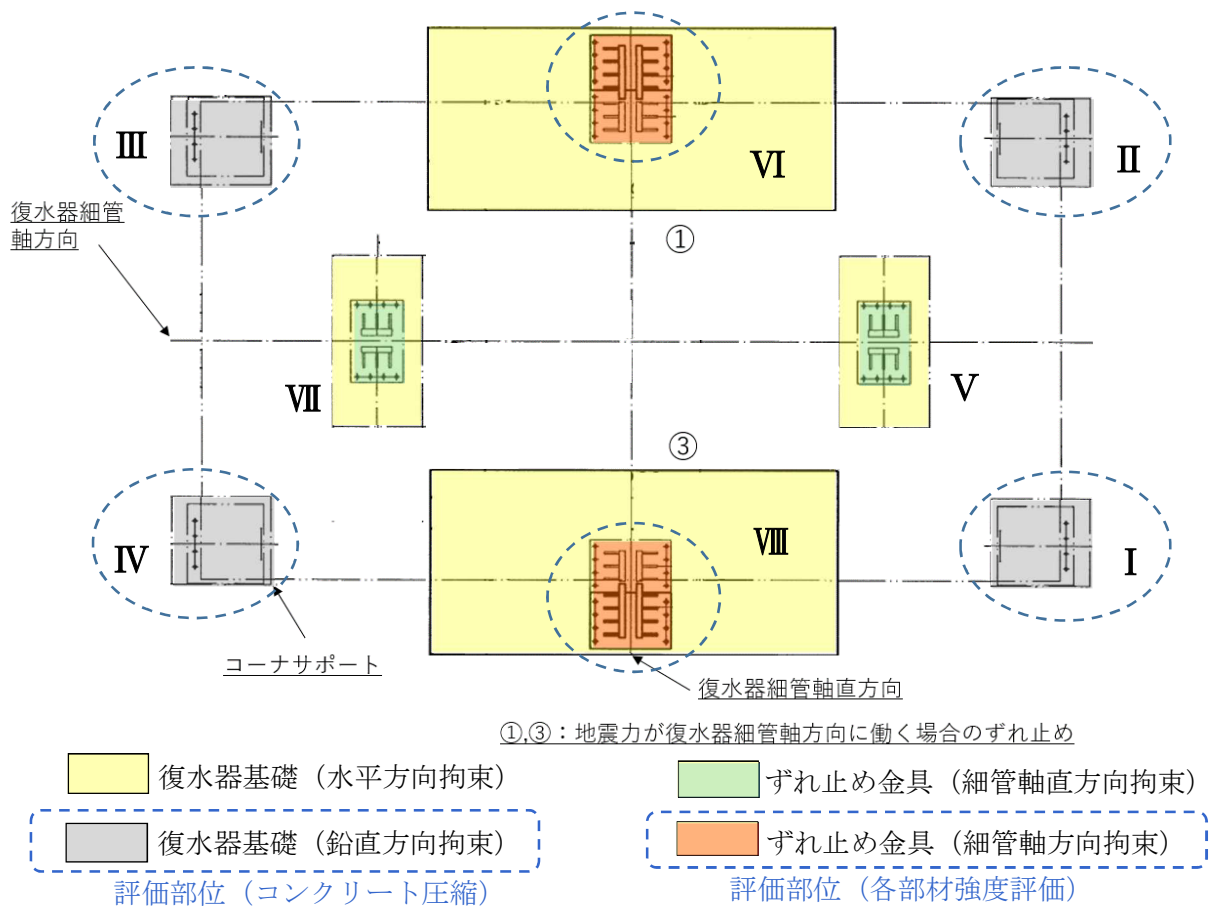 Ⅲ
Ⅱ
Ⅵ
復水器細管
軸方向
①
Ⅶ
Ⅴ
③
Ⅳ
Ⅷ
Ⅰ
コーナサポート
復水器細管軸直方向
①,③：地震力が復水器細管軸方向に働く場合のずれ止め
復水器基礎（水平方向拘束）
ずれ止め金具（細管軸直方向拘束）
復水器基礎（鉛直方向拘束）
ずれ止め金具（細管軸方向拘束）
評価部位（コンクリート圧縮）
評価部位（各部材強度評価）